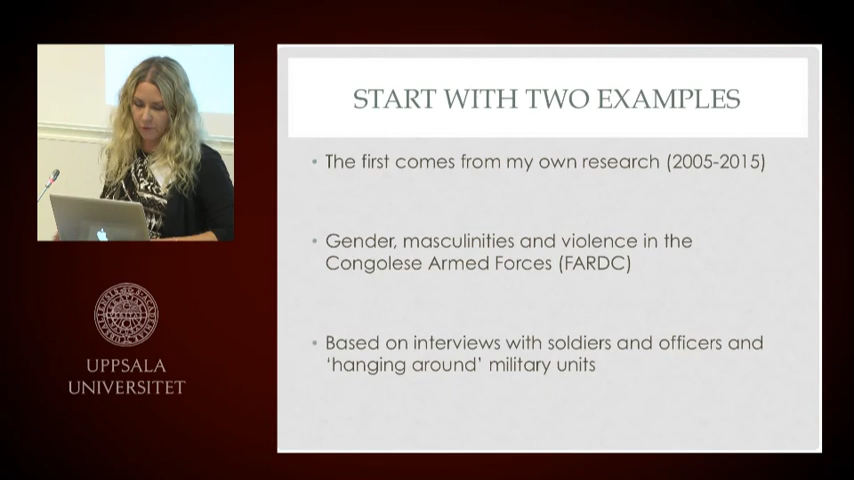 START WITH TWO EXAMPLES
• The first comes from my own research (2005-2015)
• Gender, masculinities and violence in the
Congolese Armed Forces (FARDC)
• Based on interviews with soldiers and officers and
‘hanging around’ military units
UPPSALA
UNIVERSITET